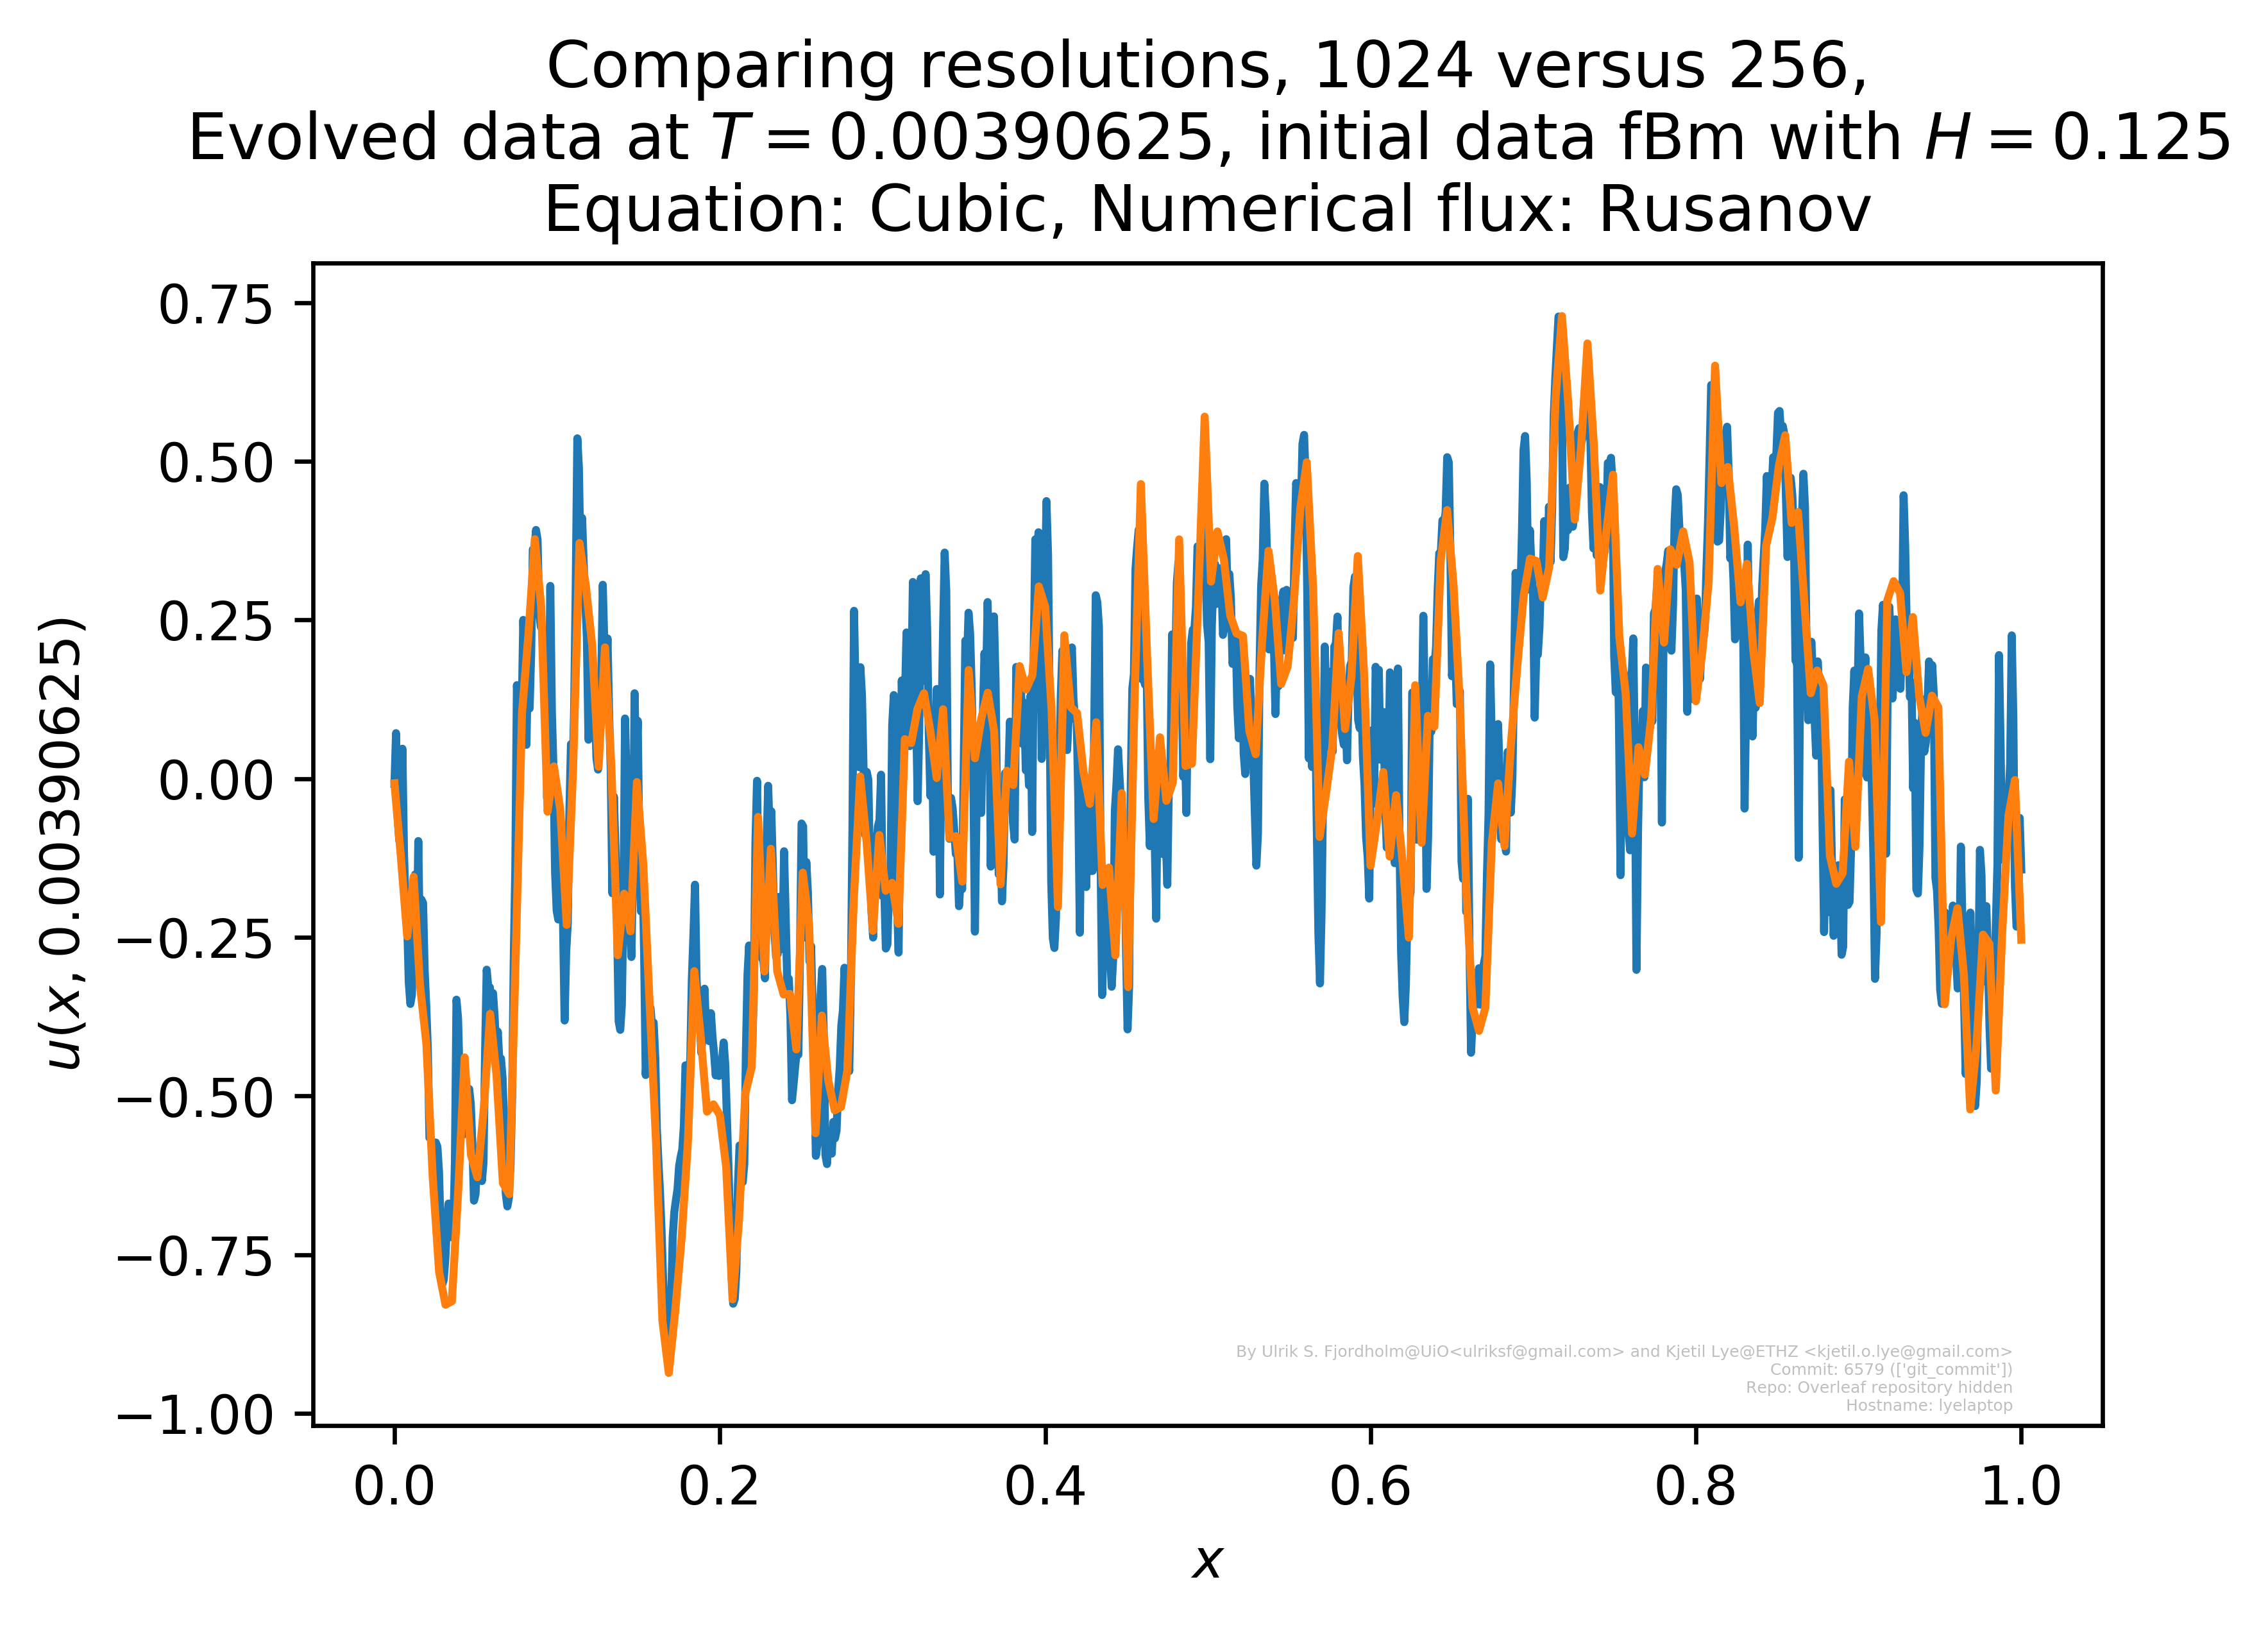 Comparing resolutions, 1024 versus 256,
Evolved data at T = 0.00390625, initial data fBm with H = 0.125
Equation: Cubic, Numerical flux: Rusanov
u(x, 0.00390625)
0.75
0.50
0.25
0.00
−0.25
−0.50
−0.75
−1.00
By Ulrik S. Fjordholm@UiO<ulriksf@gmail.com> and Kjetil Lye@ETHZ <kjetil.o.lye@gmail.com>
Commit: 6579 (['git_commit'])
Repo: Overleaf repository hidden
Hostname: lyelaptop
0.0 0.2 0.4 0.6 0.8 1.0
x